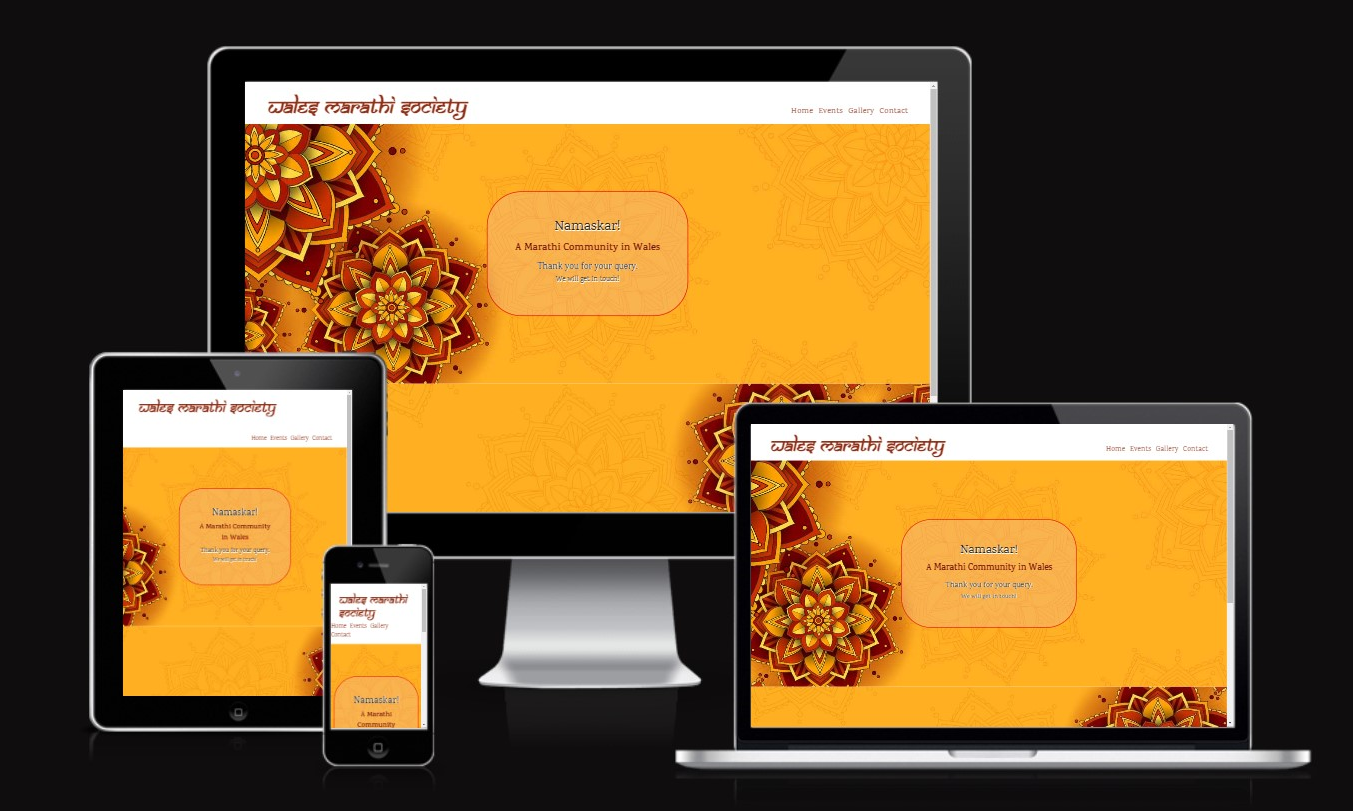 wales marathi society
Home Events Gallery Contact
Namaskar!
A Marathi Community in Wales
Thank you for your query.
We will get in touch!
wales marathi society
Home Events Gallery Contact
Namaskar!
A Marathi Community
in Wales
Thank you for your query.
We will get in touch!
wales marathi
society
Home Events Gallery
Contact
Namaskar!
A Marathi
Community
wales marathi society
Home Events Gallery Contact
Namaskar!
A Marathi Community in Wales
Thank you for your query.
We will get in touch!